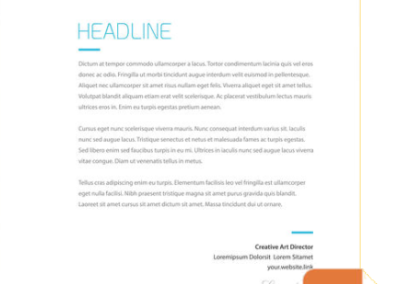 HEADLINE
Dictum at tempor commodo ullamcorper a lacus. Tortor condimentum lacinia quis vel eros
donec ac odio. Fringilla ut morbi tincidunt augue interdum velit euismod in pellentesque.
Aliquet nec ullamcorper sit amet risus nullam eget felis. Viverra aliquet eget sit amet tellus.
Volutpat blandit aliquam etiam erat velit scelerisque. Ac placerat vestibulum lectus mauris
ultrices eros in. Enim eu turpis egestas pretium aenean.
Cursus eget nunc scelerisque viverra mauris. Nunc consequat interdum varius sit. Iaculis
nunc sed augue lacus. Tristique senectus et netus et malesuada fames ac turpis egestas.
Sed libero enim sed faucibus turpis in eu mi. Ultrices in iaculis nunc sed augue lacus viverra
vitae congue. Diam ut venenatis tellus in metus.
Tellus cras adipiscing enim eu turpis. Elementum facilisis leo vel fringilla est ullamcorper
eget nulla facilisi. Nibh praesent tristique magna sit amet purus gravida quis blandit.
Laoreet sit amet cursus sit amet dictum sit amet. Massa tincidunt dui ut ornare.
Creative Art Director
Loremipsum Dolorsit Lorem Sitamet
your.website.link